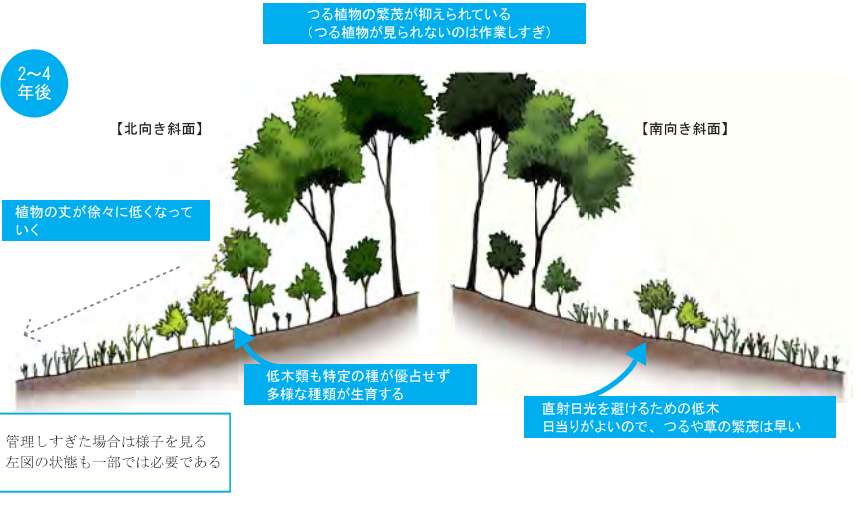 つる植物の繁茂が抑えられている
(つる植物が見られないのは作業しすぎ)
2〜4
年後
【北向き斜面】
【南向き斜面】
植物の丈が徐々に低くなって
いく
低木類も特定の種が優占せず
多様な種類が生育する
直射日光を避けるための低木
日当りがよいので、つるや草の繁茂は早い
管理しすぎた場合は様子を見る
左図の状態も一部では必要である